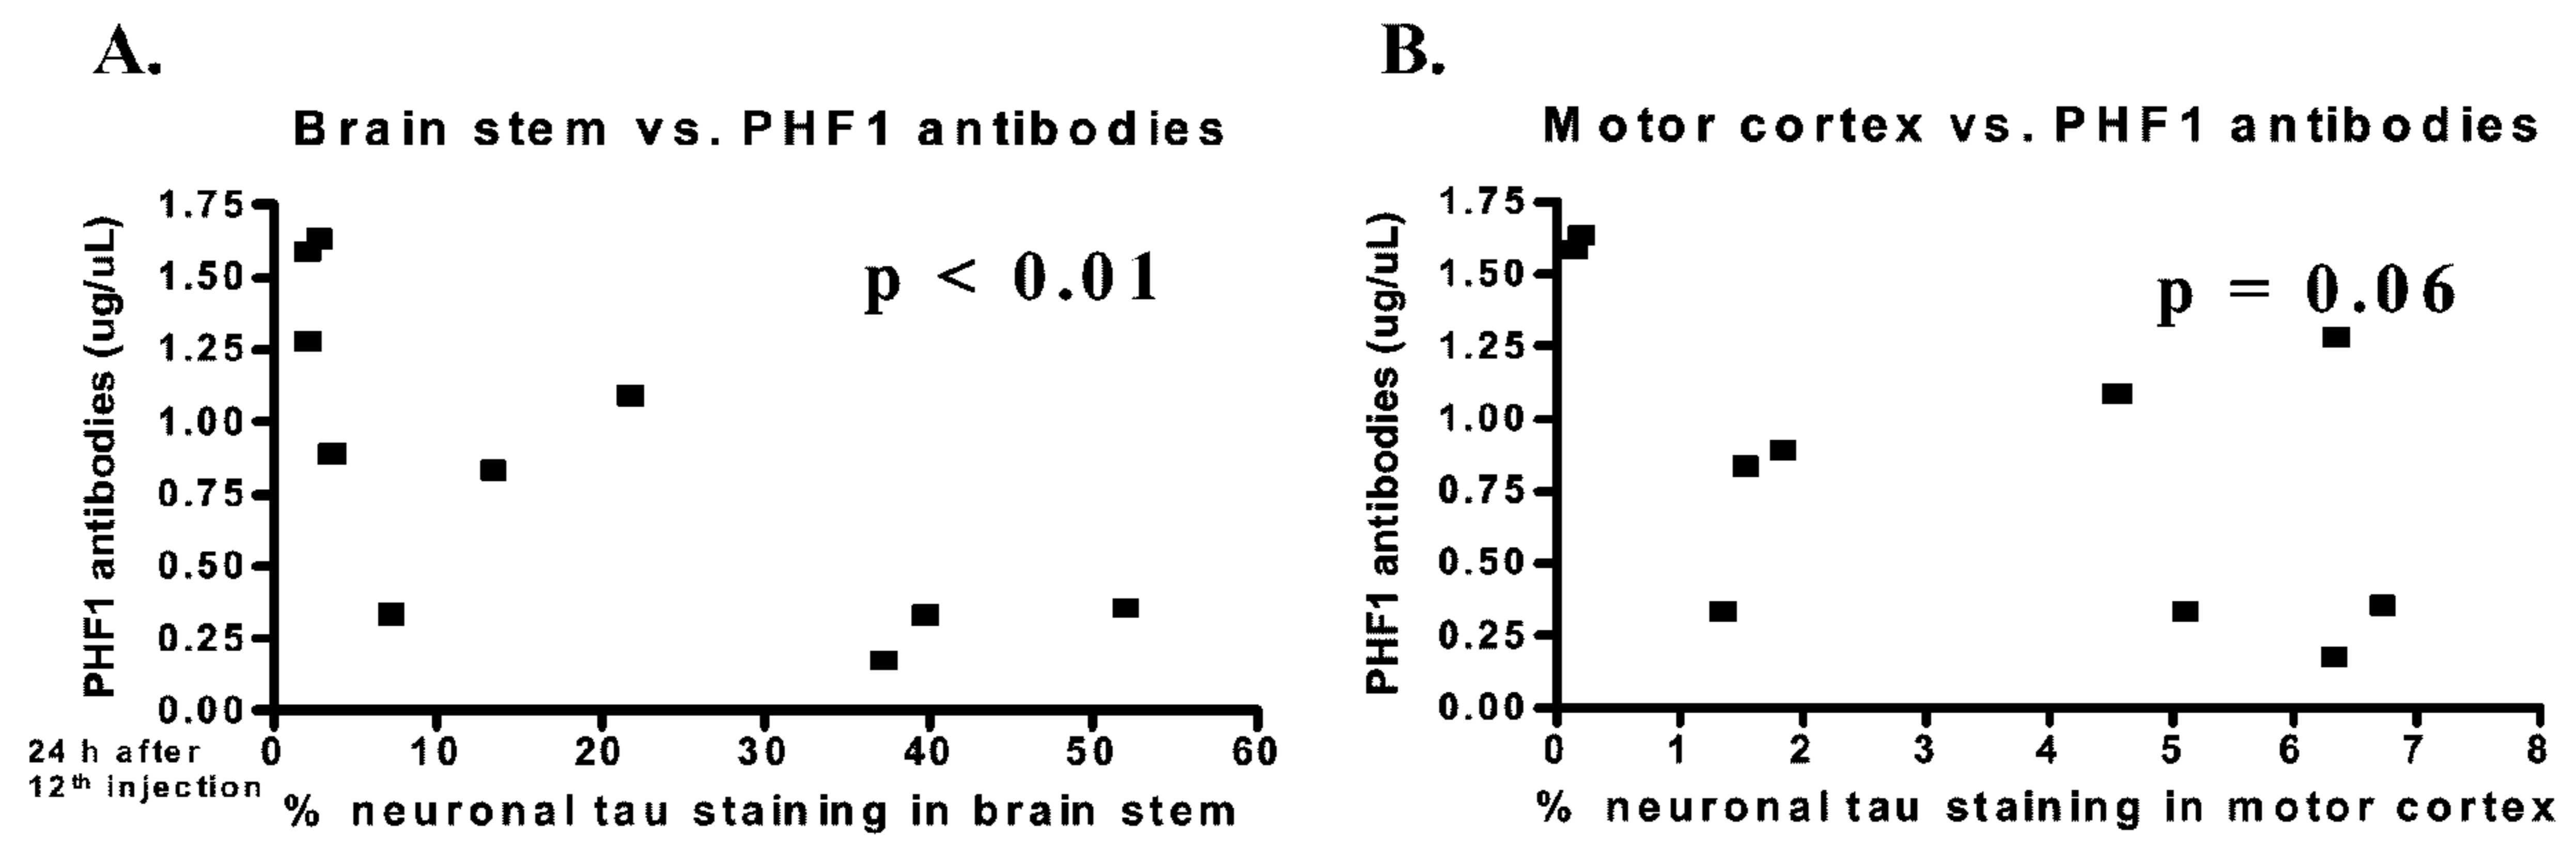 A.
Brain stem vs. PHF1 antibodies
PHF1 antibodies (ug/uL)
1.75
1.50
1.25
1.00
0.75
0.50
0.25
0.00
p < 0.01
0 10 20 30 40 50 60
24 h after
12th injection
% neuronal tau staining in brain stem
B.
Motor cortex vs. PHF1 antibodies
PHF1 antibodies (ug/uL)
1.75
1.50
1.25
1.00
0.75
0.50
0.25
0.00
p = 0.06
0 1 2 3 4 5 6 7 8
% neuronal tau staining in motor cortex